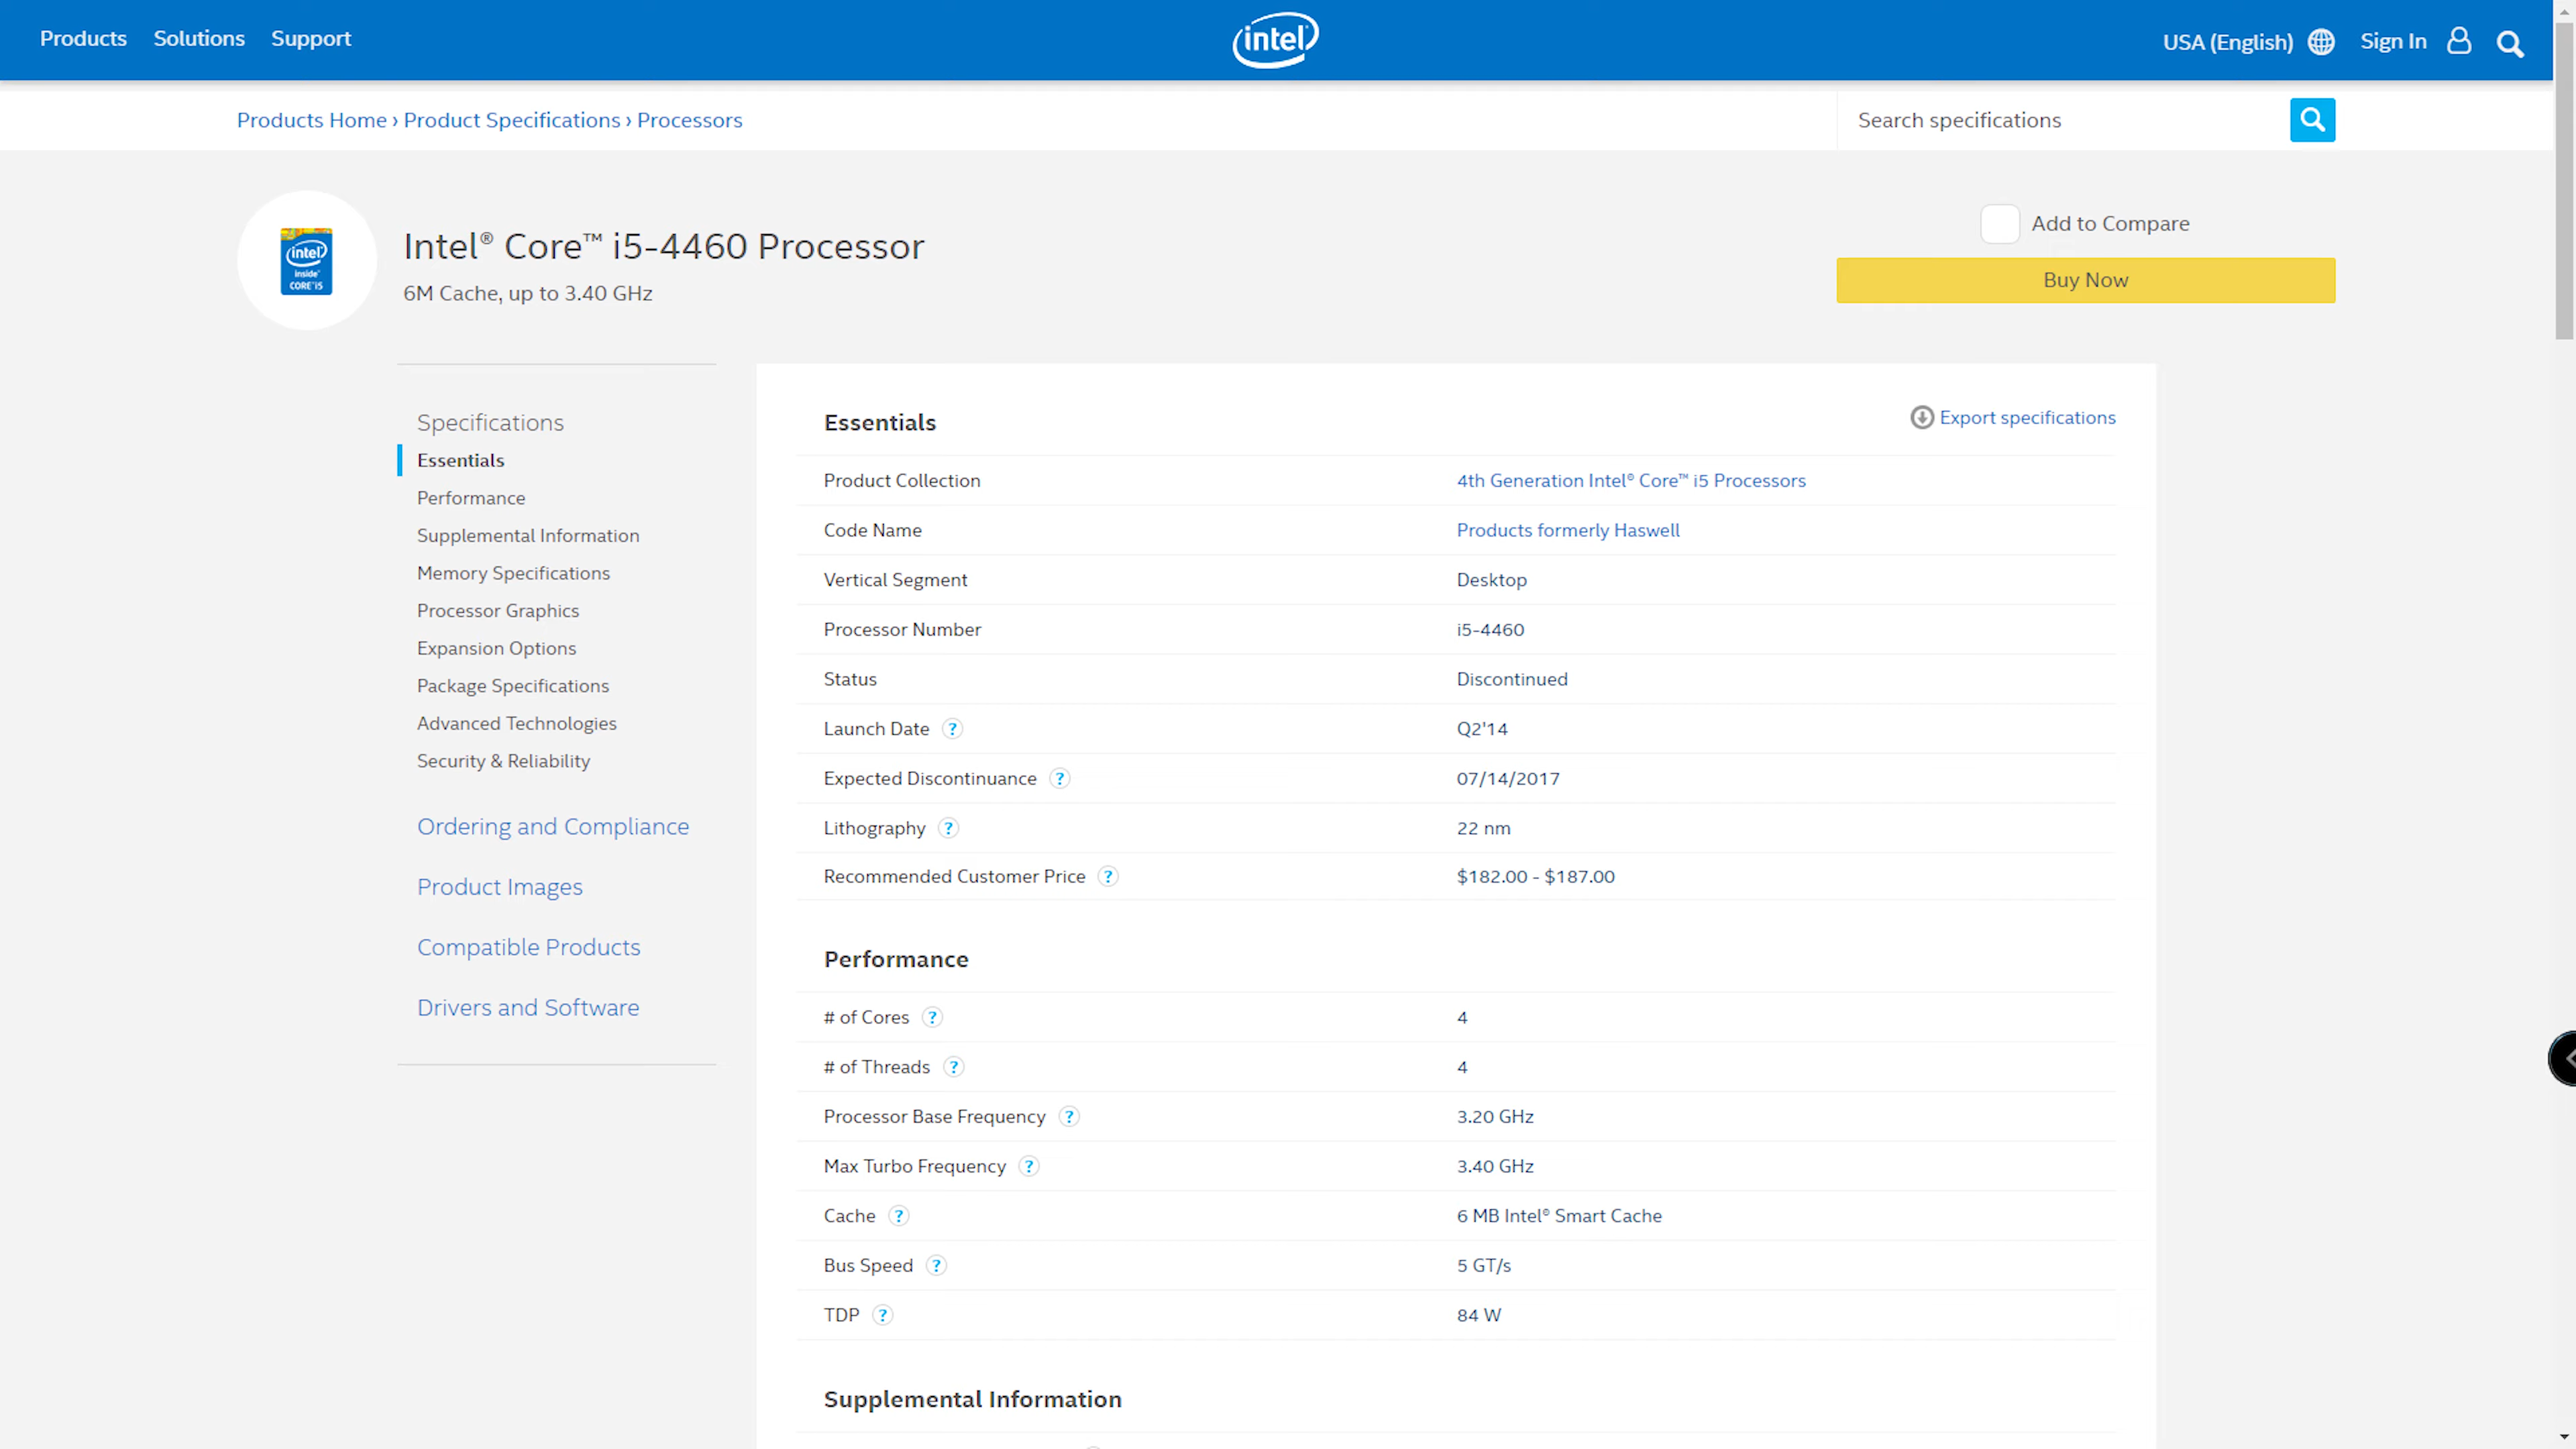 Products Solutions Support intel USA (English) Sign In
Products Home › Product Specifications › Processors Search specifications
intel inside™ CORE™ i5
Intel® Core™ i5-4460 Processor
6M Cache, up to 3.40 GHz
Add to Compare
Buy Now
Specifications
Essentials
Performance
Supplemental Information
Memory Specifications
Processor Graphics
Expansion Options
Package Specifications
Advanced Technologies
Security & Reliability
Ordering and Compliance
Product Images
Compatible Products
Drivers and Software
Essentials Export specifications
Product Collection 4th Generation Intel® Core™ i5 Processors
Code Name Products formerly Haswell
Vertical Segment Desktop
Processor Number i5-4460
Status Discontinued
Launch Date ? Q2'14
Expected Discontinuance ? 07/14/2017
Lithography ? 22 nm
Recommended Customer Price ? $182.00 - $187.00
Performance
# of Cores ? 4
# of Threads ? 4
Processor Base Frequency ? 3.20 GHz
Max Turbo Frequency ? 3.40 GHz
Cache ? 6 MB Intel® Smart Cache
Bus Speed ? 5 GT/s
TDP ? 84 W
Supplemental Information